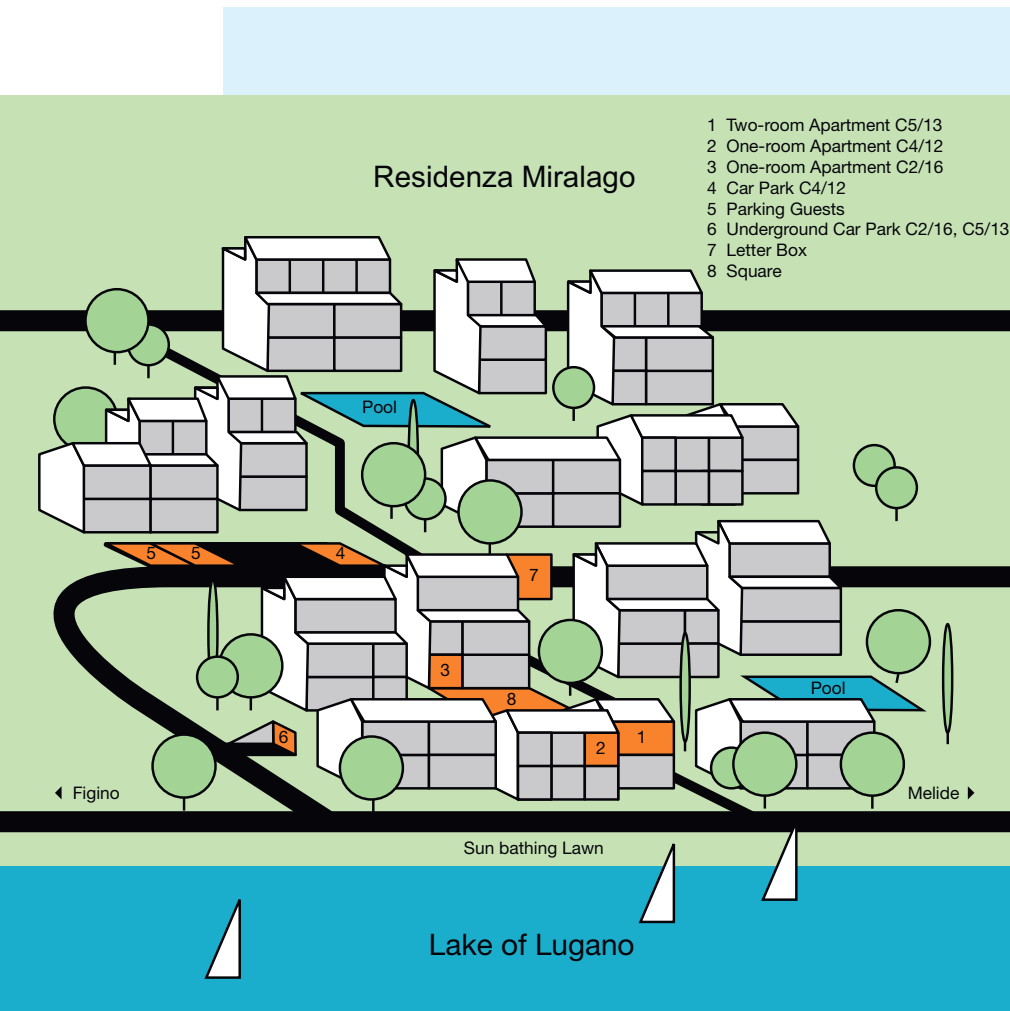 1 Two-room Apartment C5/13
2 One-room Apartment C4/12
Residenza Miralago
3 One-room Apartment C2/16
4 Car Park C4/12
5 Parking Guests
6 Underground Car Park C2/16, C5/13
7 Letter Box
8 Square
Pool
5
5
4
7
3
8
Pool
6
2
1
Figino
Melide
Sun bathing Lawn
Lake of Lugano